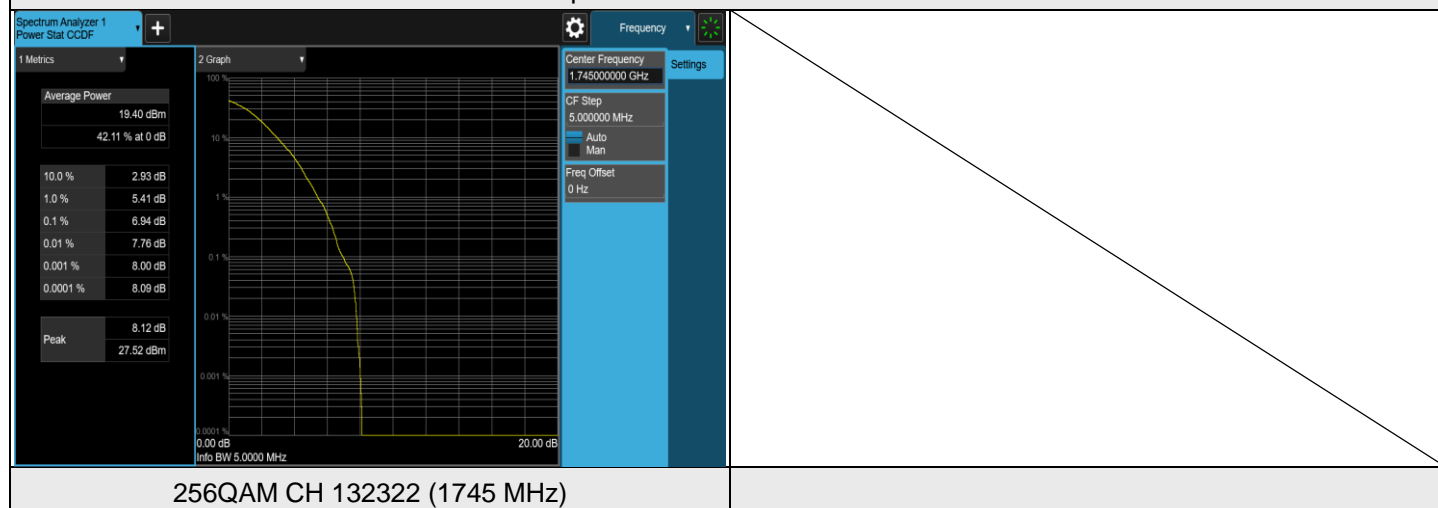 Spectrum Analyzer 1
Power Stat CCDF
+
Frequency
1 Metrics
2 Graph
Average Power
19.40 dBm
42.11 % at 0 dB
10.0 % 2.93 dB
1.0 % 5.41 dB
0.1 % 6.94 dB
0.01 % 7.76 dB
0.001 % 8.00 dB
0.0001 % 8.09 dB
Peak
8.12 dB
27.52 dBm
100 %
10 %
1 %
0.1 %
0.01 %
0.001 %
0.0001 %
0.00 dB 20.00 dB
Info BW 5.0000 MHz
Center Frequency
1.745000000 GHz
Settings
CF Step
5.000000 MHz
Auto
Man
Freq Offset
0 Hz
256QAM CH 132322 (1745 MHz)